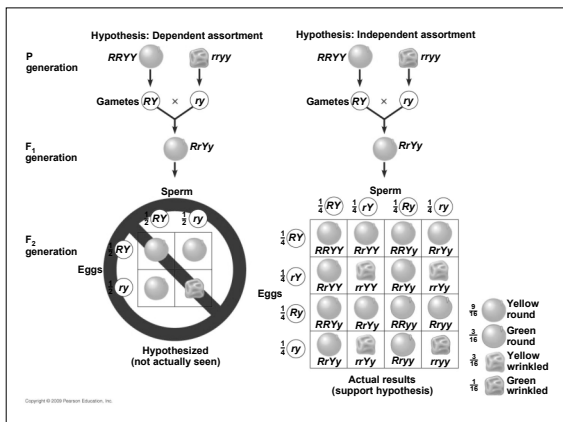 Hypothesis: Dependent assortment
Hypothesis: Independent assortment
P
generation
RRYY
rryy
RRYY
rryy
Gametes RY × ry
Gametes RY × ry
F1
generation
RrYy
RrYy
Sperm
1/2 RY 1/2 ry
F2
generation
1/2 RY
Eggs
1/2 ry
Hypothesized
(not actually seen)
Sperm
1/4 RY 1/4 rY 1/4 Ry 1/4 ry
1/4 RY
RRYY RrYY RRYy RrYy
1/4 rY
RrYY rrYY RrYy rrYy
Eggs
1/4 Ry
RRYy RrYy RRyy Rryy
1/4 ry
RrYy rrYy Rryy rryy
Actual results
(support hypothesis)
9/16 Yellow
round
3/16 Green
round
3/16 Yellow
wrinkled
1/16 Green
wrinkled
Copyright © 2009 Pearson Education, Inc.